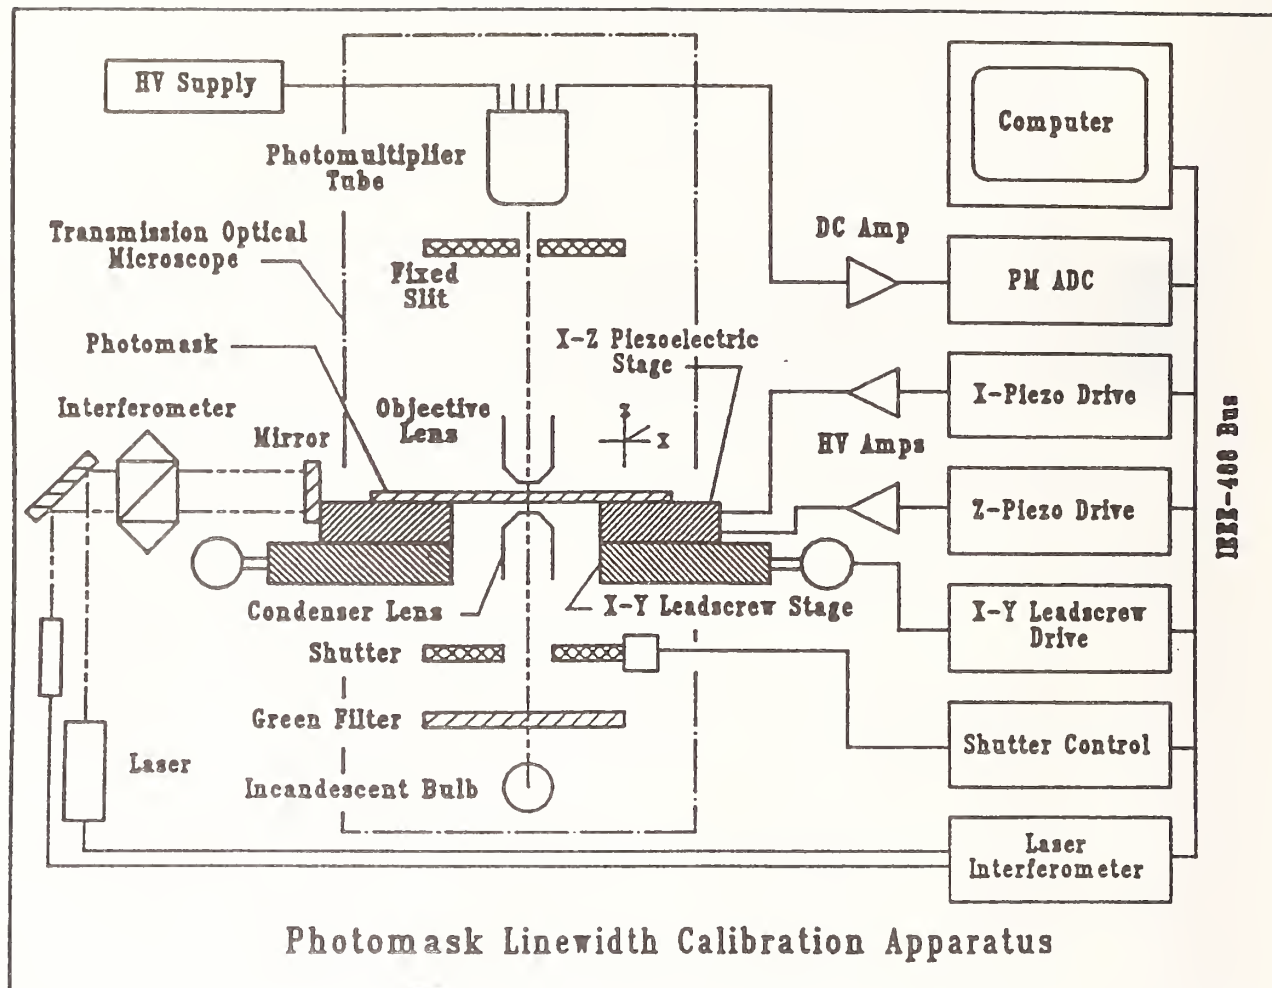 HV Supply
Computer
Photomultiplier
Tube
DC Amp
Transmission Optical
Microscope
Fixed
Slit
PM ADC
Photomask
X-Z Piezoelectric
Stage
Interferometer
Objective
Lens
Z
X
Mirror
HV Amps
X-Piezo Drive
Z-Piezo Drive
IEEE-488 Bus
Condenser Lens
X-Y Leadscrew Stage
X-Y Leadscrew
Drive
Shutter
Green Filter
Shutter Control
Laser
Incandescent Bulb
Laser
Interferometer
Photomask Linewidth Calibration Apparatus